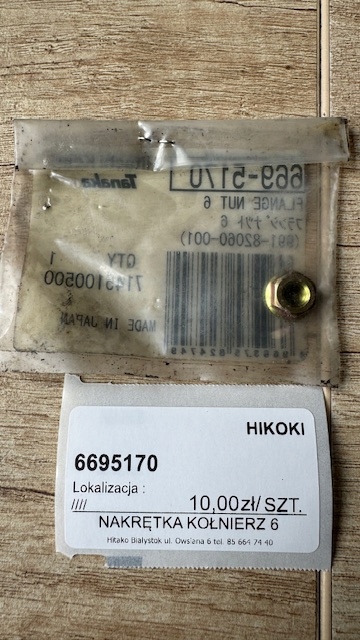 669-5170
Tanaka
FLANGE NUT 6
フランジ ナット 6
(991-82060-001)
QTY 1
7145100500
MADE IN JAPAN
HIKOKI
6695170
Lokalizacja :
//// 10,00zł/ SZT.
NAKRĘTKA KOŁNIERZ 6
Hitako Białystok ul. Owsiana 6 tel. 85 664 74 40